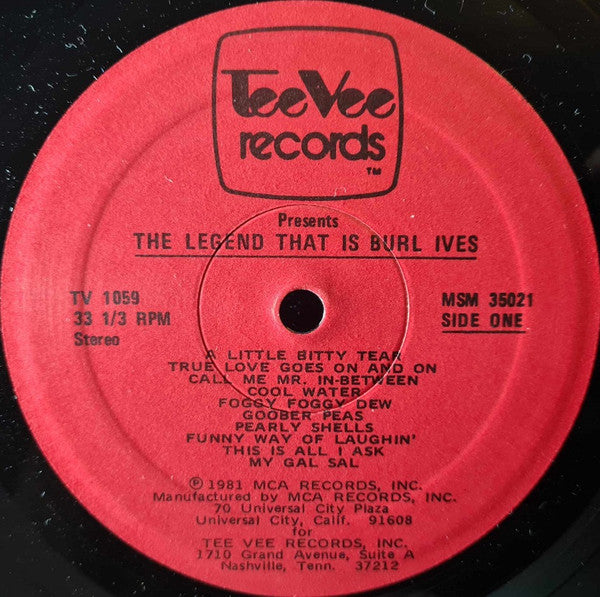 TeeVee
records
TM
Presents
THE LEGEND THAT IS BURL IVES
TV 1059
33 1/3 RPM
Stereo
MSM 35021
SIDE ONE
A LITTLE BITTY TEAR
TRUE LOVE GOES ON AND ON
CALL ME MR. IN-BETWEEN
COOL WATER
FOGGY FOGGY DEW
GOOBER PEAS
PEARLY SHELLS
FUNNY WAY OF LAUGHIN'
THIS IS ALL I ASK
MY GAL SAL
Ⓟ1981 MCA RECORDS, INC.
Manufactured by MCA RECORDS, INC.
70 Universal City Plaza
Universal City, Calif. 91608
for
TEE VEE RECORDS, INC.
1710 Grand Avenue, Suite A
Nashville, Tenn. 37212